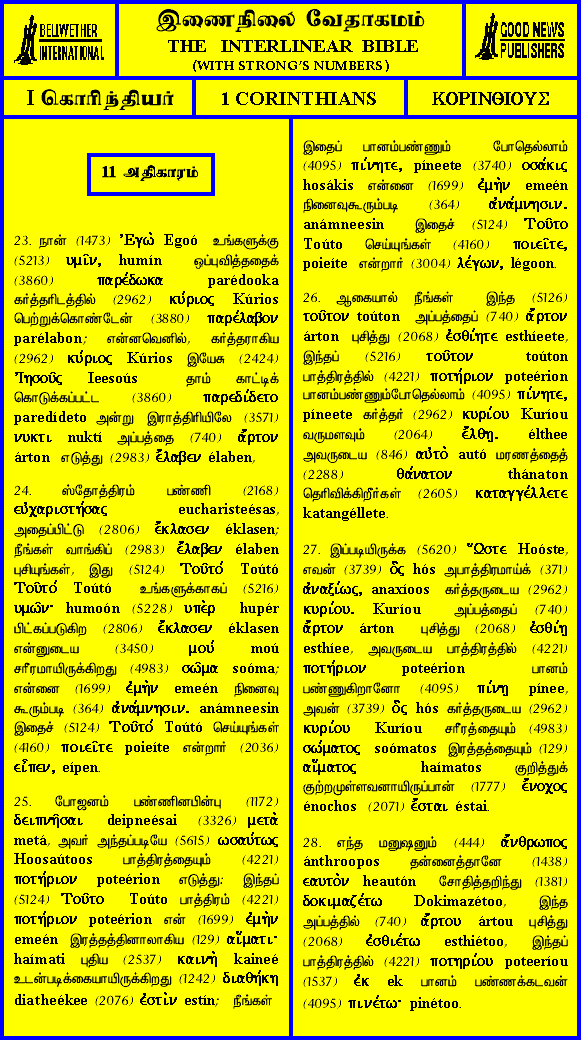 BELLWETHER
INTERNATIONAL
இணைநிலை வேதாகமம்
THE INTERLINEAR BIBLE
(WITH STRONG'S NUMBERS)
GOOD NEWS
PUBLISHERS
I கொரிந்தியர்
1 CORINTHIANS
ΚΟΡΙΝΘΙΟΥΣ
11 அதிகாரம்
23. நான் (1473) Ἐγὼ Egoó உங்களுக்கு
(5213) υμῖν, humín ஒப்புவித்ததைக்
(3860) παρέδωκα parédooka
கர்த்தரிடத்தில் (2962) κύριος Kúrios
பெற்றுக்கொண்டேன் (3880) παρέλαβον
parélabon; என்னவெனில், கர்த்தராகிய
(2962) κύριος Kúrios இயேசு (2424)
Ἰησοῦς Ieesoús தாம் காட்டிக்
கொடுக்கப்பட்ட (3860) παρεδίδετο
paredídeto அன்று இராத்திரியிலே (3571)
νυκτι nuktí அப்பத்தை (740) ἄρτον
árton எடுத்து (2983) ἔλαβεν élaben,
24. ஸ்தோத்திரம் பண்ணி (2168)
εὐχαριστήσας eucharisteésas,
அதைப்பிட்டு (2806) ἔκλασεν éklasen;
நீங்கள் வாங்கிப் (2983) ἔλαβεν élaben
புசியுங்கள், இது (5124) Τοῦτό Toútó
Τοῦτό Toútó உங்களுக்காகப் (5216)
υμῶν· humoón (5228) υπὲρ hupér
பிட்கப்படுகிற (2806) ἔκλασεν éklasen
என்னுடைய (3450) μού moú
சரீரமாயிருக்கிறது (4983) σῶμα soóma;
என்னை (1699) ἐμὴν emeén நினைவு
கூரும்படி (364) ἀνάμνησιν. anámneesin
இதைச் (5124) Τοῦτό Toútó செய்யுங்கள்
(4160) ποιεῖτε poieíte என்றார் (2036)
εἶπεν, eípen.
25. போஜனம் பண்ணினபின்பு (1172)
δειπνῆσαι deipneésai (3326) μετὰ
metá, அவர் அந்தப்படியே (5615) ωσαύτως
Hoosaútoos பாத்திரத்தையும் (4221)
ποτήριον poteérion எடுத்து: இந்தப்
(5124) Τοῦτο Toúto பாத்திரம் (4221)
ποτήριον poteérion என் (1699) ἐμὴν
emeén இரத்தத்தினாலாகிய (129) αἵματι·
haímati புதிய (2537) καινὴ kaineé
உடன்படிக்கையாயிருக்கிறது (1242) διαθήκη
diatheékee (2076) ἐστὶν estín; நீங்கள்
இதைப் பானம்பண்ணும் போதெல்லாம்
(4095) πίνητε, píneete (3740) οσάκις
hosákis என்னை (1699) ἐμὴν emeén
நினைவுகூரும்படி (364) ἀνάμνησιν.
anámneesin இதைச் (5124) Τοῦτο
Toúto செய்யுங்கள் (4160) ποιεῖτε,
poieíte என்றார் (3004) λέγων, légoon.
26. ஆகையால் நீங்கள் இந்த (5126)
τοῦτον toúton அப்பத்தைப் (740) ἄρτον
árton புசித்து (2068) ἐσθίητε esthíeete,
இந்தப் (5216) τοῦτον toúton
பாத்திரத்தில் (4221) ποτήριον poteérion
பானம்பண்ணும்போதெல்லாம் (4095) πίνητε,
píneete கர்த்தர் (2962) κυρίου Kuríou
வருமளவும் (2064) ἔλθῃ. élthee
அவருடைய (846) αὐτὸ autó மரணத்தைத்
(2288) θάνατον thánaton
தெரிவிக்கிறீர்கள் (2605) καταγγέλλετε
katangéllete.
27. இப்படியிருக்க (5620) Ὥστε Hoóste,
எவன் (3739) ὃς hós அபாத்திரமாய்க் (371)
ἀναξίως, anaxíoos கர்த்தருடைய (2962)
κυρίου. Kuríou அப்பத்தைப் (740)
ἄρτον árton புசித்து (2068) ἐσθίῃ
esthíee, அவருடைய பாத்திரத்தில் (4221)
ποτήριον poteérion பானம்
பண்ணுகிறானோ (4095) πίνῃ pínee,
அவன் (3739) ὃς hós கர்த்தருடைய (2962)
κυρίου Kuríou சரீரத்தையும் (4983)
σώματος soómatos இரத்தத்தையும் (129)
αἵματος haímatos குறித்துக்
குற்றமுள்ளவனாயிருப்பான் (1777) ἔνοχος
énochos (2071) ἔσται éstai.
28. எந்த மனுஷனும் (444) ἄνθρωπος
ánthroopos தன்னைத்தானே (1438)
εαυτὸν heautón சோதித்தறிந்து (1381)
δοκιμαζέτω Dokimazétoo, இந்த
அப்பத்தில் (740) ἄρτου ártou புசித்து
(2068) ἐσθιέτω esthiétoo, இந்தப்
பாத்திரத்தில் (4221) ποτηρίου poteeríou
(1537) ἐκ ek பானம் பண்ணக்கடவன்
(4095) πινέτω· pinétoo.